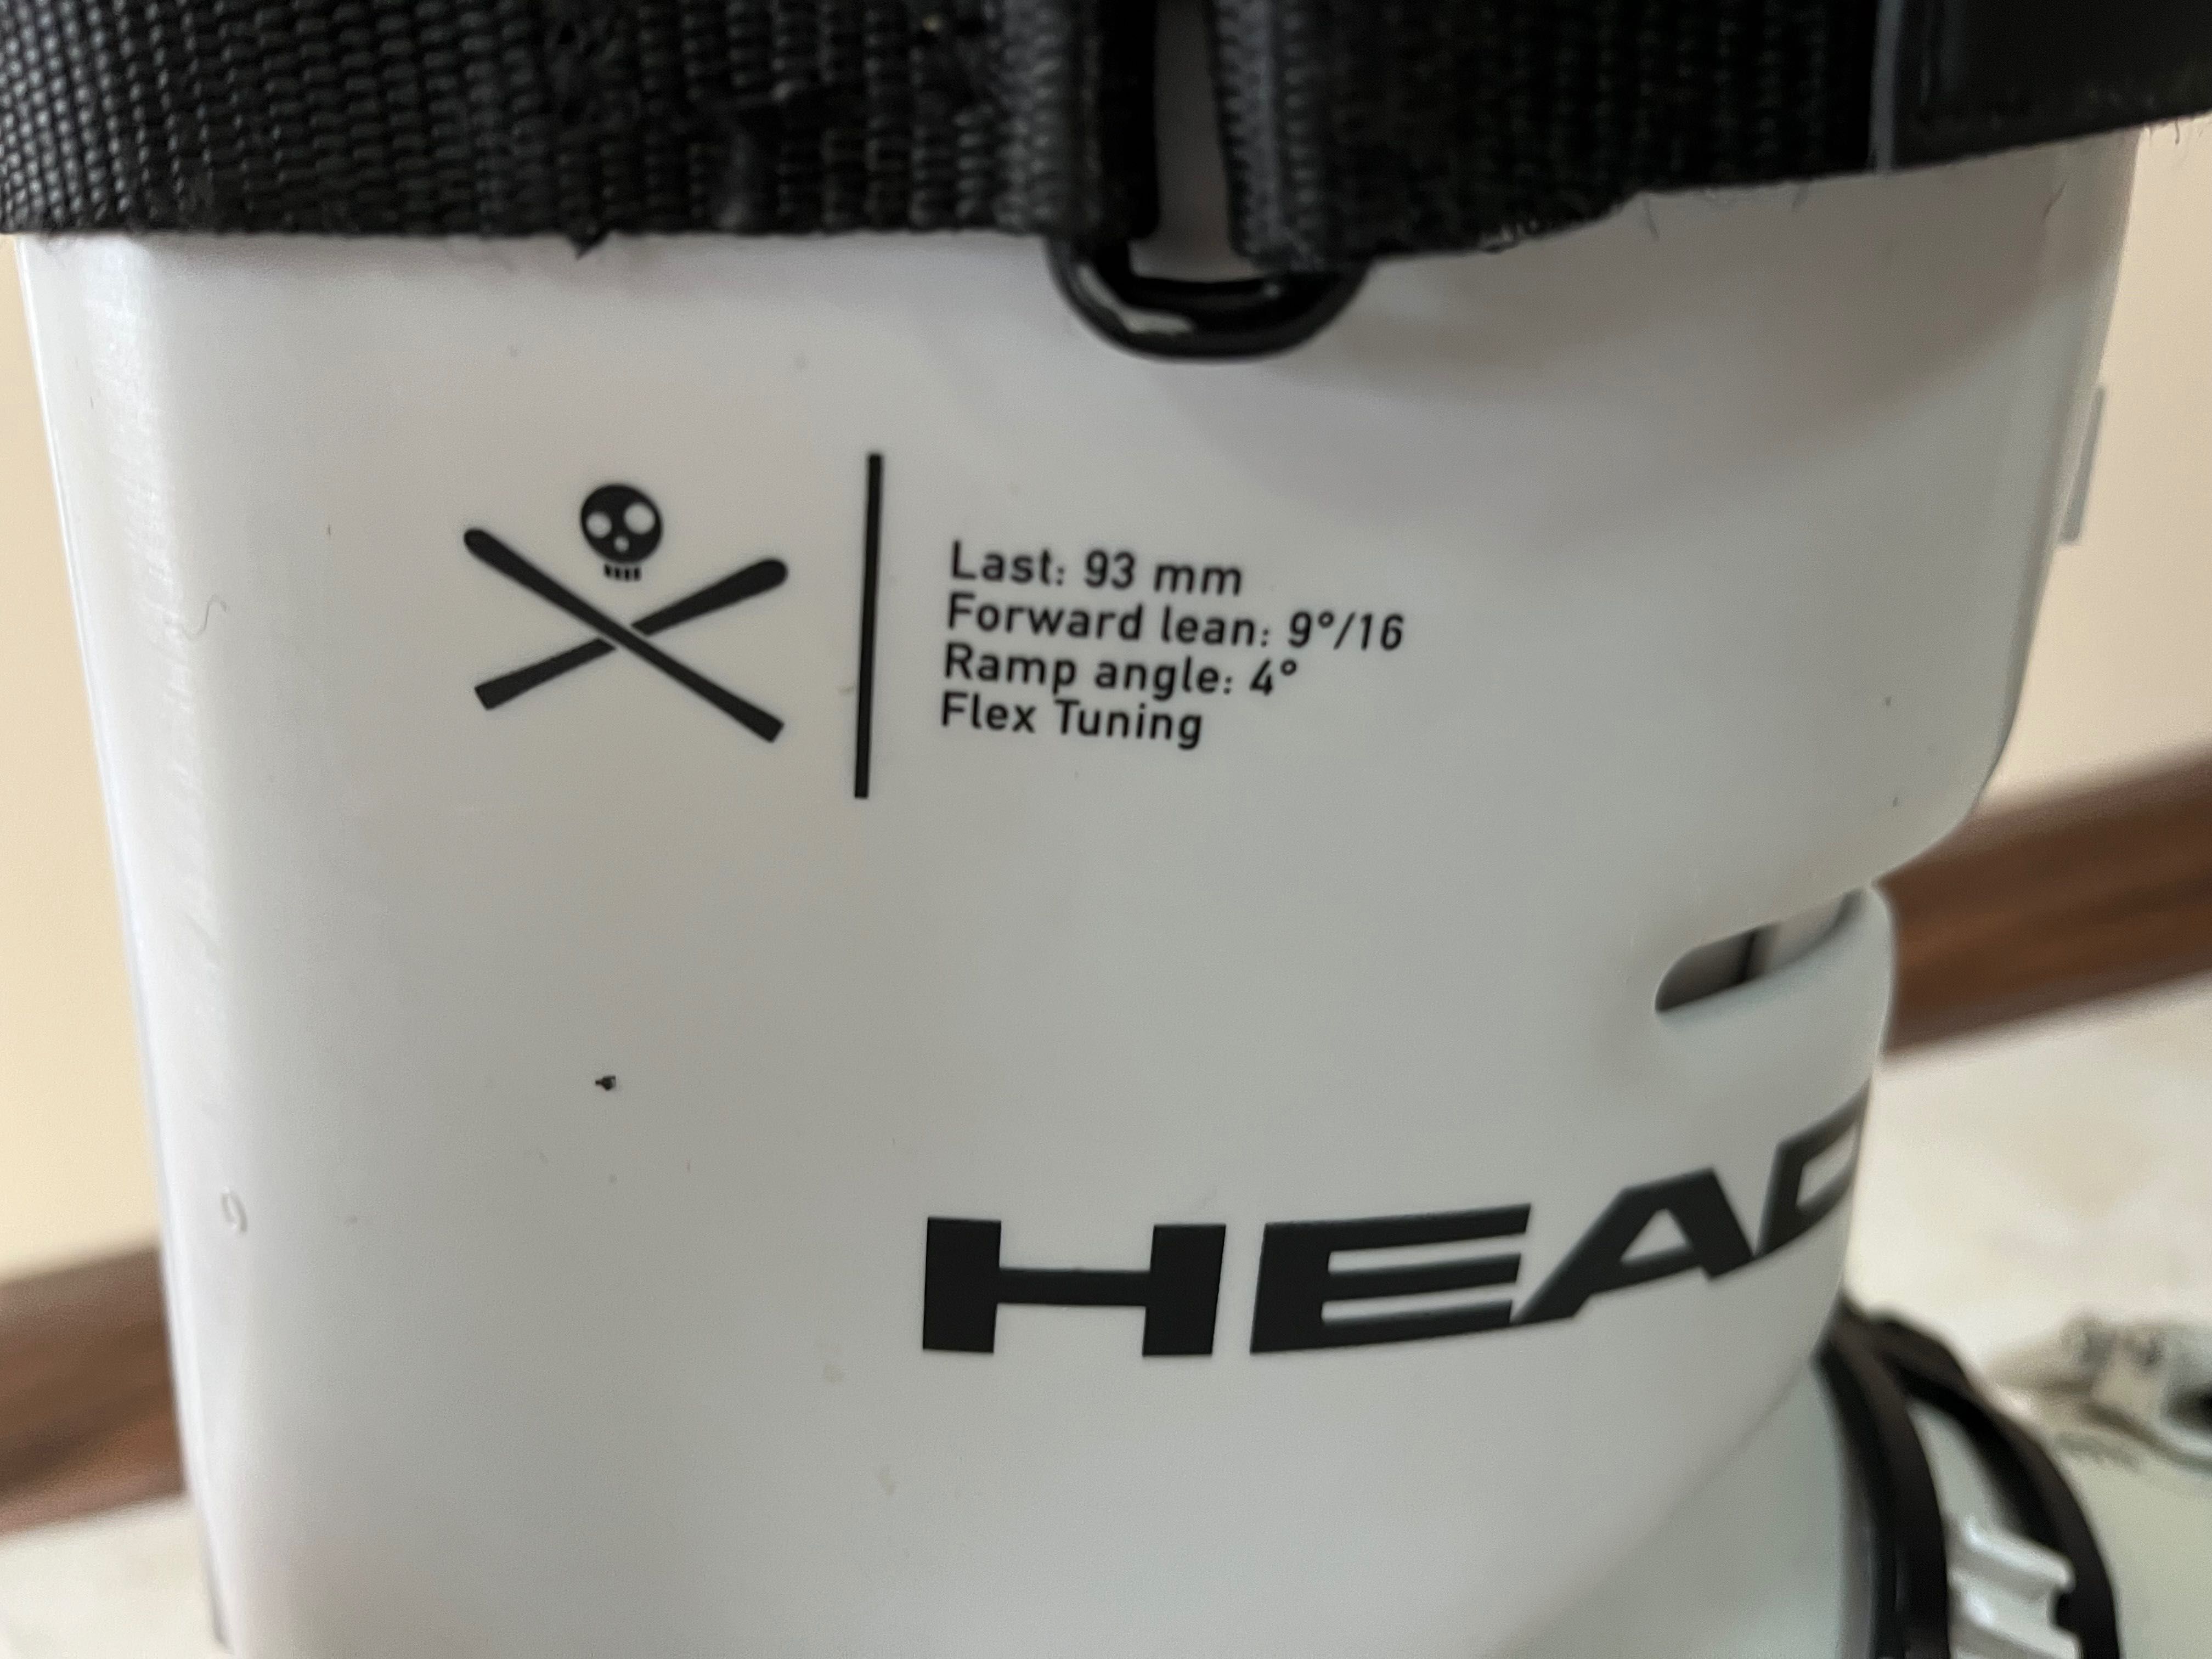 Last: 93 mm
Forward lean: 9°/16
Ramp angle: 4°
Flex Tuning
HEAD